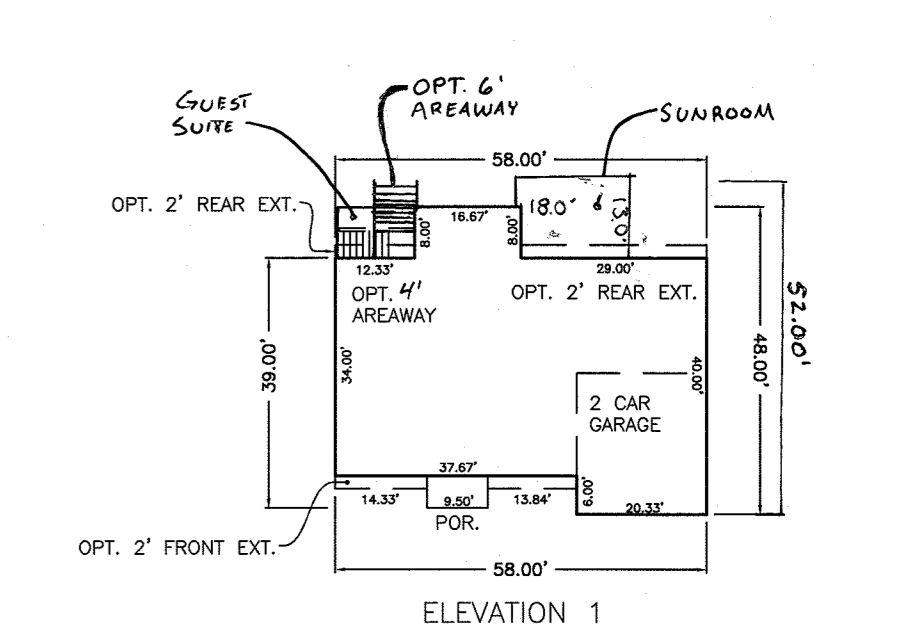 OPT. 6'
AREAWAY
GUEST
SUITE
SUNROOM
58.00'
OPT. 2' REAR EXT.
16.67'
18.0'
13.0'
8.00'
8.00'
12.33'
29.00'
OPT. 4'
AREAWAY
OPT. 2' REAR EXT.
52.00'
39.00'
34.00'
40.00'
48.00'
2 CAR
GARAGE
37.67'
14.33'
9.50'
13.84'
6.00'
20.33'
POR.
OPT. 2' FRONT EXT.
58.00'
ELEVATION 1